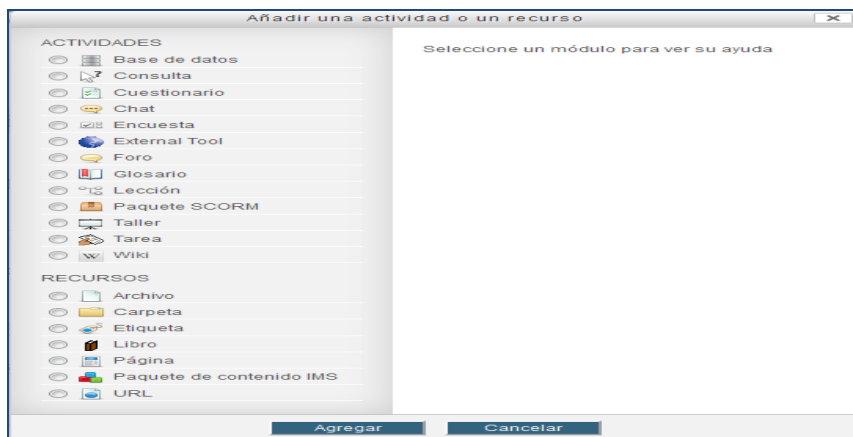 Añadir una actividad o un recurso
ACTIVIDADES
Base de datos
Consulta
Cuestionario
Chat
Encuesta
External Tool
Foro
Glosario
Lección
Paquete SCORM
Taller
Tarea
Wiki
RECURSOS
Archivo
Carpeta
Etiqueta
Libro
Página
Paquete de contenido IMS
URL
Seleccione un módulo para ver su ayuda
Agregar
Cancelar